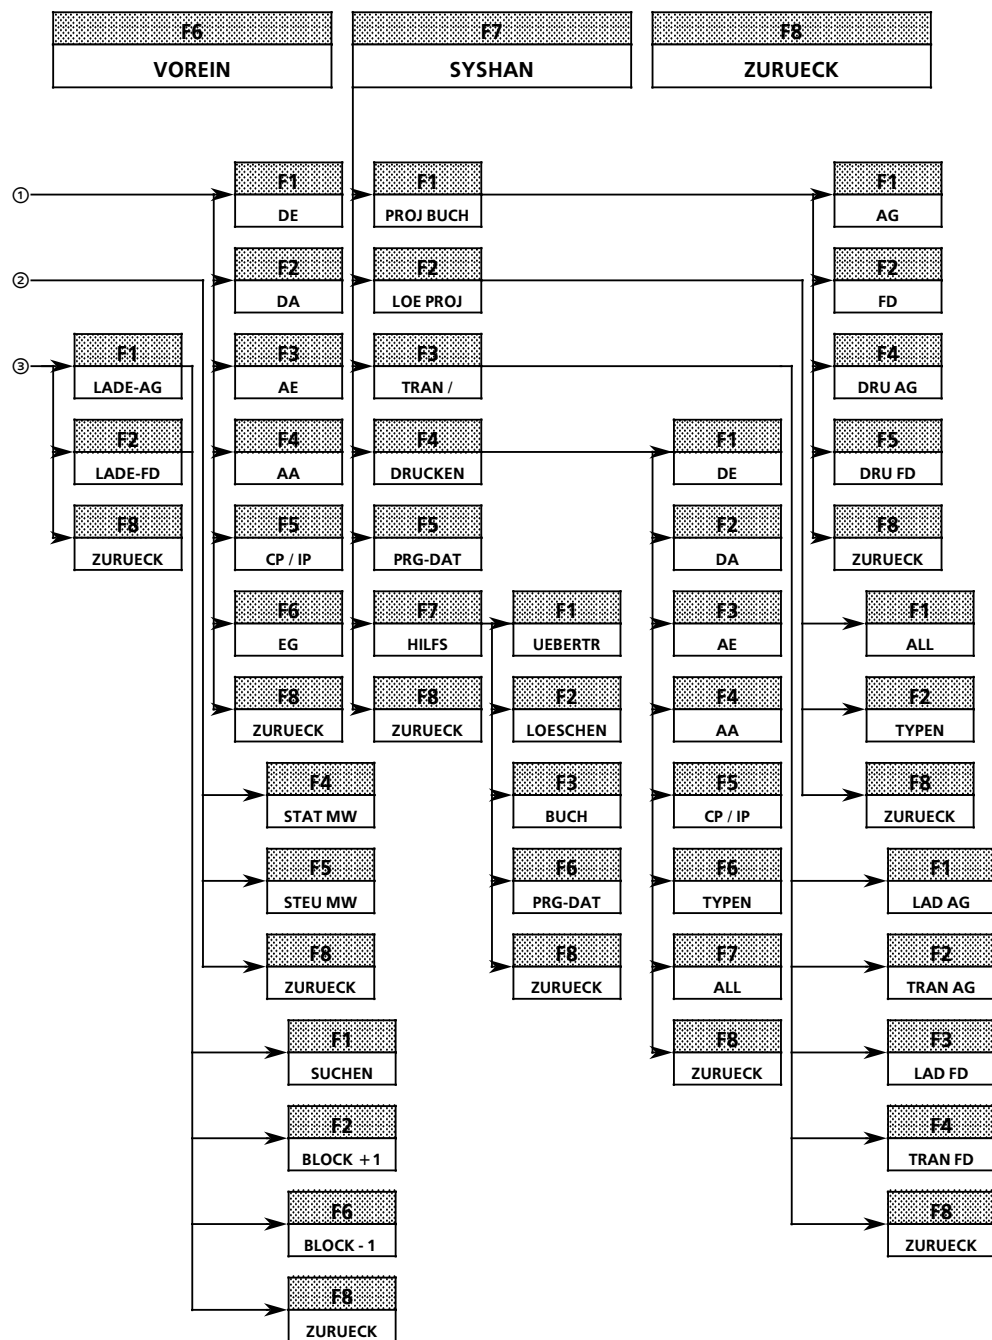 F6
VOREIN
F7
SYSHAN
F8
ZURUECK
①
②
③
F1
LADE-AG
F2
LADE-FD
F8
ZURUECK
F1
DE
F2
DA
F3
AE
F4
AA
F5
CP / IP
F6
EG
F8
ZURUECK
F4
STAT MW
F5
STEU MW
F8
ZURUECK
F1
SUCHEN
F2
BLOCK + 1
F6
BLOCK - 1
F8
ZURUECK
F1
PROJ BUCH
F2
LOE PROJ
F3
TRAN /
F4
DRUCKEN
F5
PRG-DAT
F7
HILFS
F8
ZURUECK
F1
UEBERTR
F2
LOESCHEN
F3
BUCH
F6
PRG-DAT
F8
ZURUECK
F1
DE
F2
DA
F3
AE
F4
AA
F5
CP / IP
F6
TYPEN
F7
ALL
F8
ZURUECK
F1
AG
F2
FD
F4
DRU AG
F5
DRU FD
F8
ZURUECK
F1
ALL
F2
TYPEN
F8
ZURUECK
F1
LAD AG
F2
TRAN AG
F3
LAD FD
F4
TRAN FD
F8
ZURUECK